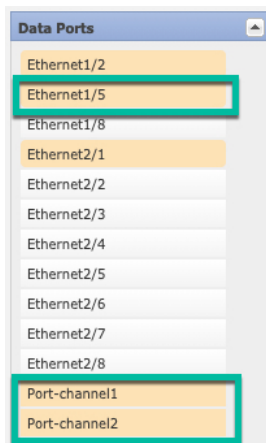 Data Ports
Ethernet1/2
Ethernet1/5
Ethernet1/8
Ethernet2/1
Ethernet2/2
Ethernet2/3
Ethernet2/4
Ethernet2/5
Ethernet2/6
Ethernet2/7
Ethernet2/8
Port-channel1
Port-channel2